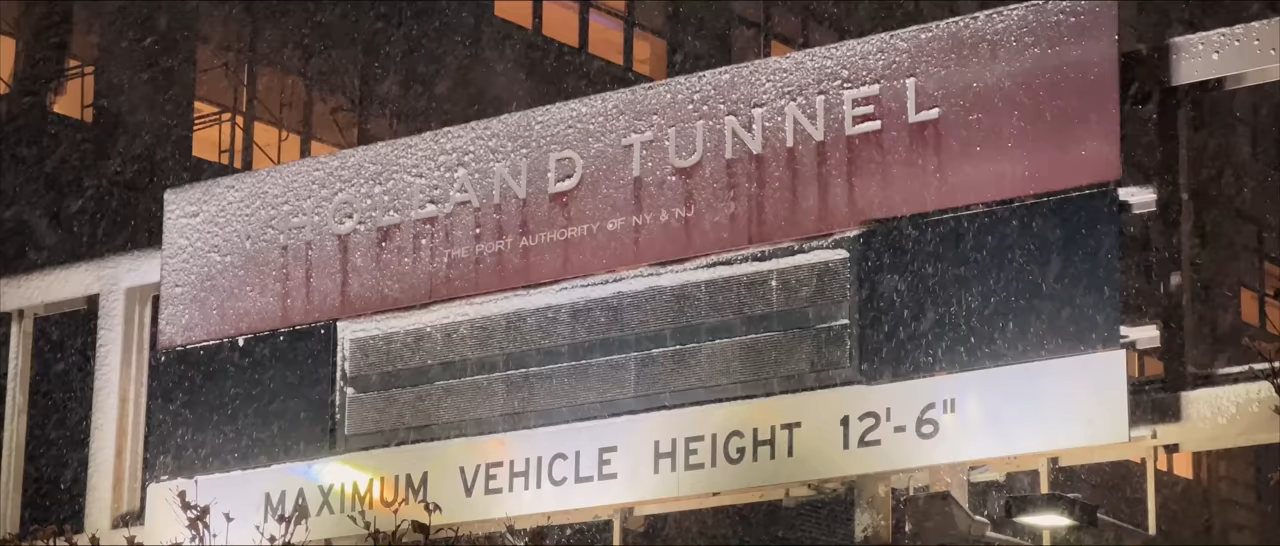 HOLLAND TUNNEL
THE PORT AUTHORITY OF NY & NJ
MAXIMUM VEHICLE HEIGHT 12'-6"